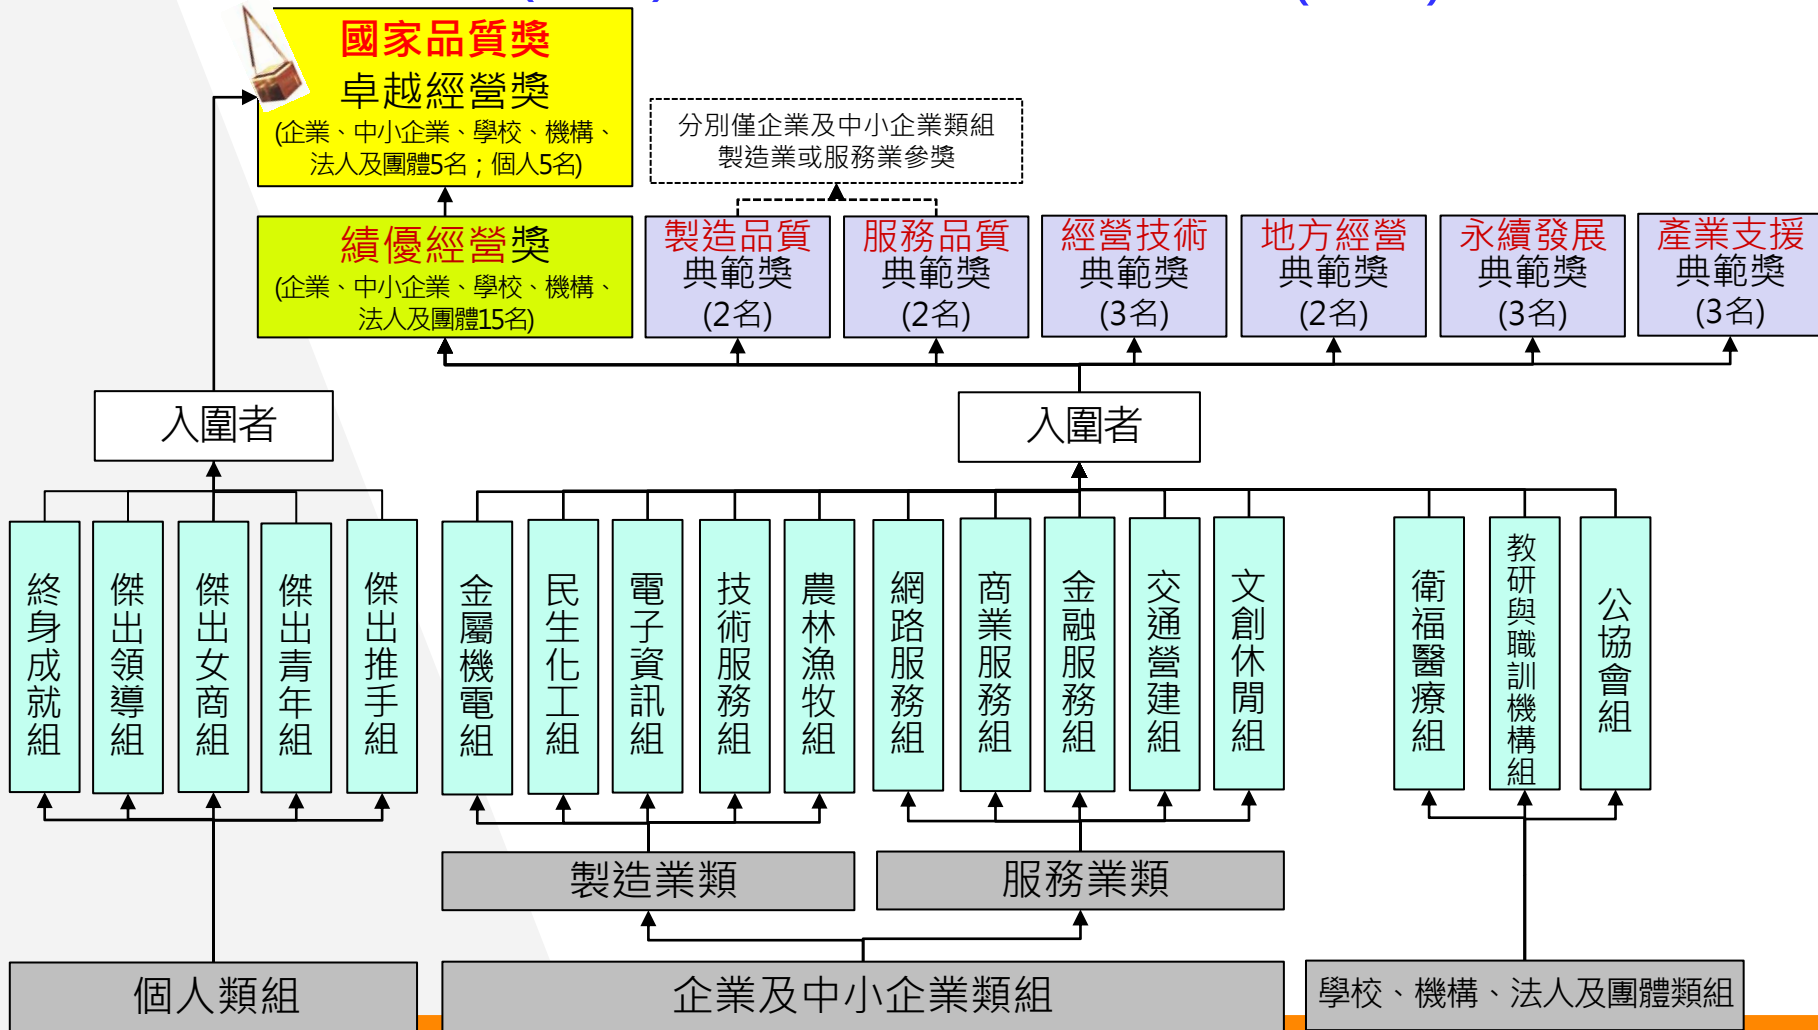 國家品質獎
卓越經營獎
(企業、中小企業、學校、機構、
法人及團體5名；個人5名)
分別僅企業及中小企業類組
製造業或服務業參獎
績優經營獎
(企業、中小企業、學校、機構、
法人及團體15名)
製造品質
典範獎
(2名)
服務品質
典範獎
(2名)
經營技術
典範獎
(3名)
地方經營
典範獎
(2名)
永續發展
典範獎
(3名)
產業支援
典範獎
(3名)
入圍者
入圍者
終身成就組
傑出領導組
傑出女商組
傑出青年組
傑出推手組
金屬機電組
民生化工組
電子資訊組
技術服務組
農林漁牧組
網路服務組
商業服務組
金融服務組
交通營建組
文創休閒組
衛福醫療組
教研與職訓機構組
公協會組
製造業類
服務業類
個人類組
企業及中小企業類組
學校、機構、法人及團體類組